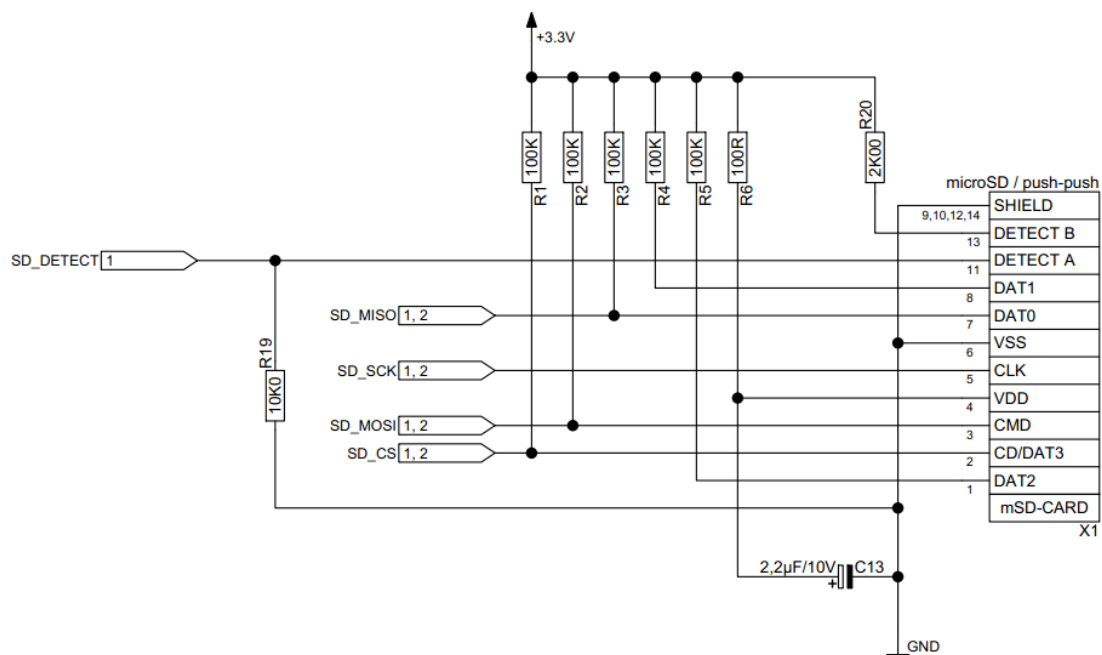 +3.3V
100K
R1
100K
R2
100K
R3
100K
R4
100K
R5
100R
R6
R20
2K00
microSD / push-push
SHIELD
9,10,12,14
DETECT B
13
SD_DETECT 1
DETECT A
11
DAT1
8
SD_MISO 1, 2
DAT0
7
VSS
6
R19
10K0
SD_SCK 1, 2
CLK
5
VDD
4
SD_MOSI 1, 2
CMD
3
SD_CS 1, 2
CD/DAT3
2
DAT2
1
mSD-CARD
X1
2,2µF/10V
+
C13
GND